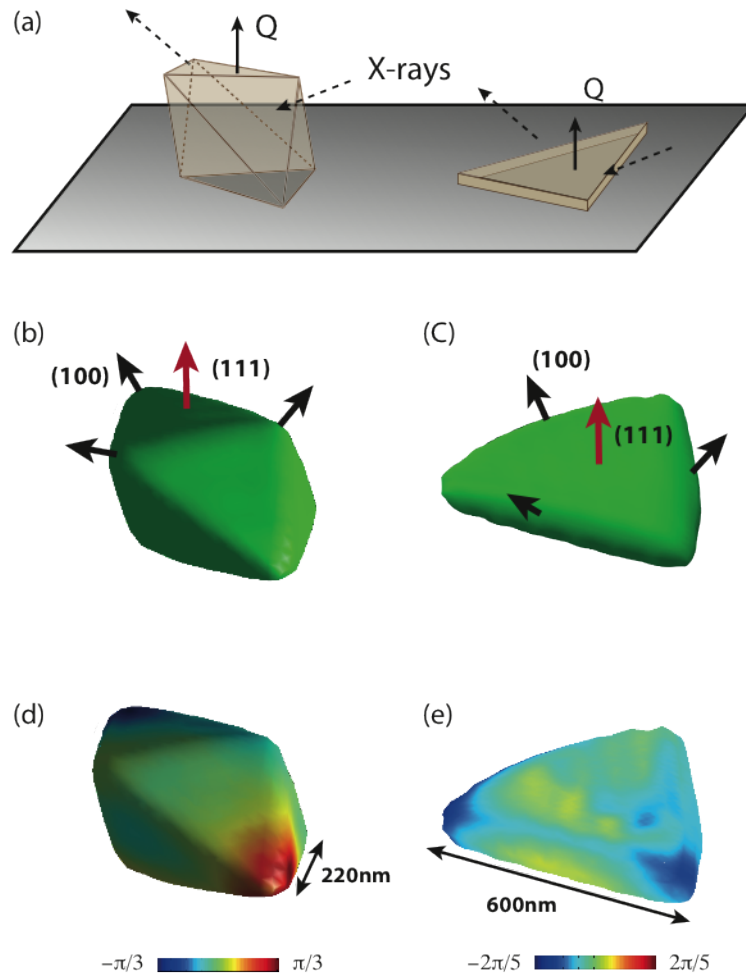 (a)
Q
X-rays
Q
(b)
(C)
(100)
(111)
(100)
(111)
(d)
(e)
220nm
600nm
−π/3
π/3
−2π/5
2π/5